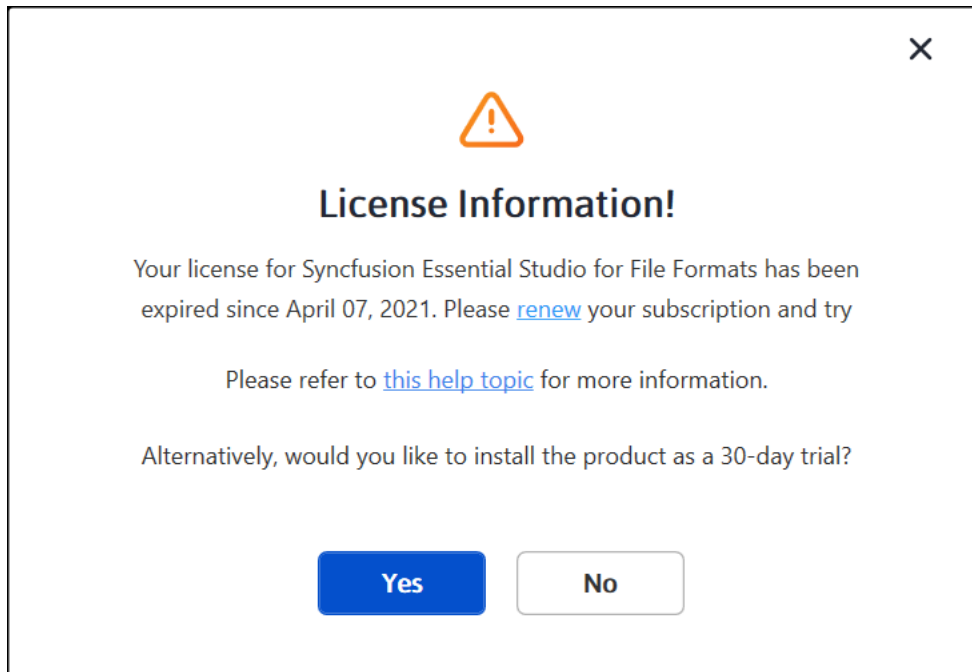 License Information!
Your license for Syncfusion Essential Studio for File Formats has been
expired since April 07, 2021. Please renew your subscription and try
Please refer to this help topic for more information.
Alternatively, would you like to install the product as a 30-day trial?
Yes
No